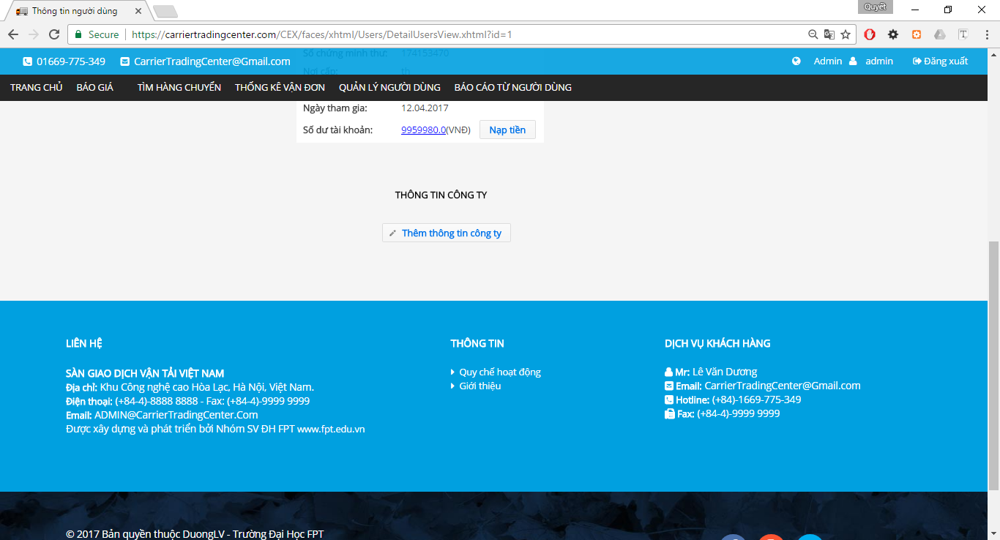 Thông tin người dùng
Quyết
Secure
https://carriertradingcenter.com/CEX/faces/xhtml/Users/DetailUsersView.xhtml?id=1
Số chứng minh thư: 174153470
01669-775-349 CarrierTradingCenter@Gmail.com Admin admin Đăng xuất
Nơi cấp: th
TRANG CHỦ BÁO GIÁ TÌM HÀNG CHUYẾN THỐNG KÊ VẬN ĐƠN QUẢN LÝ NGƯỜI DÙNG BÁO CÁO TỪ NGƯỜI DÙNG
Ngày tham gia: 12.04.2017
Số dư tài khoản: 9959980.0(VNĐ) Nạp tiền
THÔNG TIN CÔNG TY
Thêm thông tin công ty
LIÊN HỆ
SÀN GIAO DỊCH VẬN TẢI VIỆT NAM
Địa chỉ: Khu Công nghệ cao Hòa Lạc, Hà Nội, Việt Nam.
Điện thoại: (+84-4)-8888 8888 - Fax: (+84-4)-9999 9999
Email: ADMIN@CarrierTradingCenter.Com
Được xây dựng và phát triển bởi Nhóm SV ĐH FPT www.fpt.edu.vn
THÔNG TIN
Quy chế hoạt động
Giới thiệu
DỊCH VỤ KHÁCH HÀNG
Mr: Lê Văn Dương
Email: CarrierTradingCenter@Gmail.com
Hotline: (+84)-1669-775-349
Fax: (+84-4)-9999 9999
© 2017 Bản quyền thuộc DuongLV - Trường Đại Học FPT